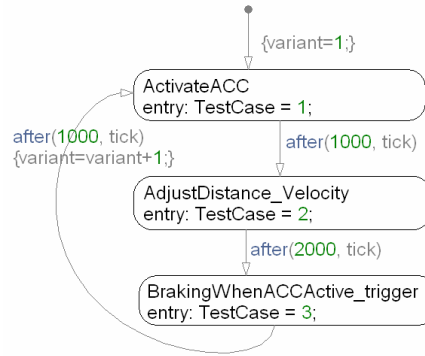 {variant=1;}
ActivateACC
entry: TestCase = 1;
after(1000, tick)
{variant=variant+1;}
after(1000, tick)
AdjustDistance_Velocity
entry: TestCase = 2;
after(2000, tick)
BrakingWhenACCActive_trigger
entry: TestCase = 3;